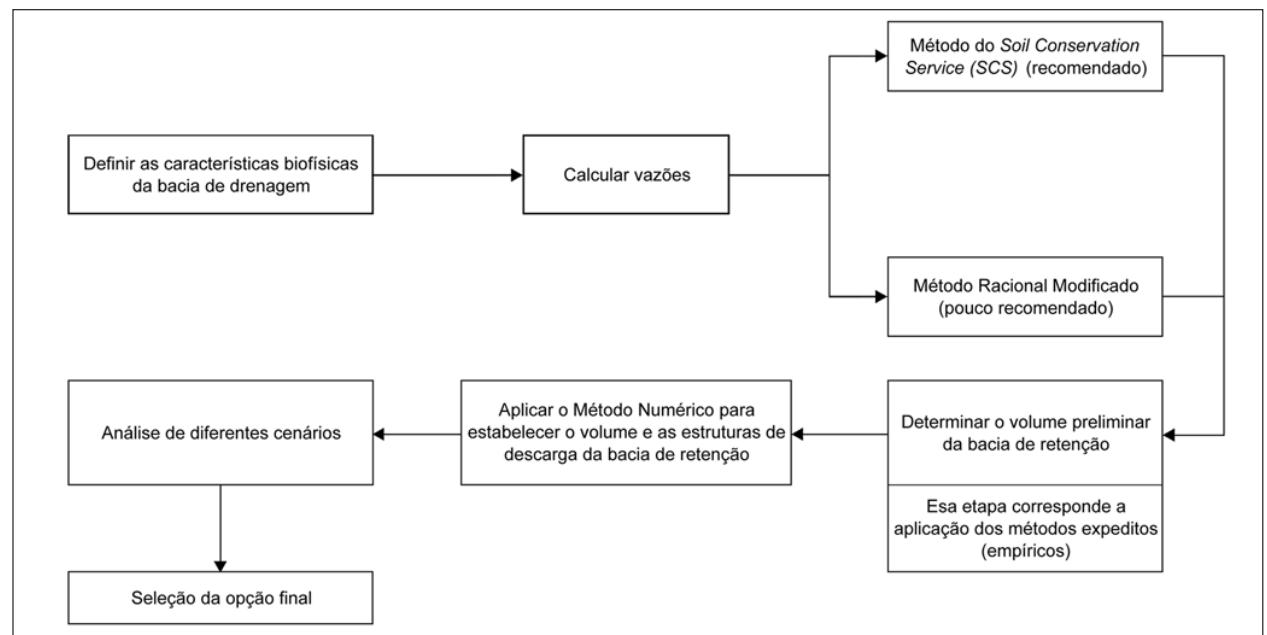 Método do Soil Conservation
Service (SCS) (recomendado)
Definir as características biofísicas
da bacia de drenagem
Calcular vazões
Método Racional Modificado
(pouco recomendado)
Determinar o volume preliminar
da bacia de retenção
Esa etapa corresponde a
aplicação dos métodos expeditos
(empíricos)
Aplicar o Método Numérico para
estabelecer o volume e as estruturas de
descarga da bacia de retenção
Análise de diferentes cenários
Seleção da opção final